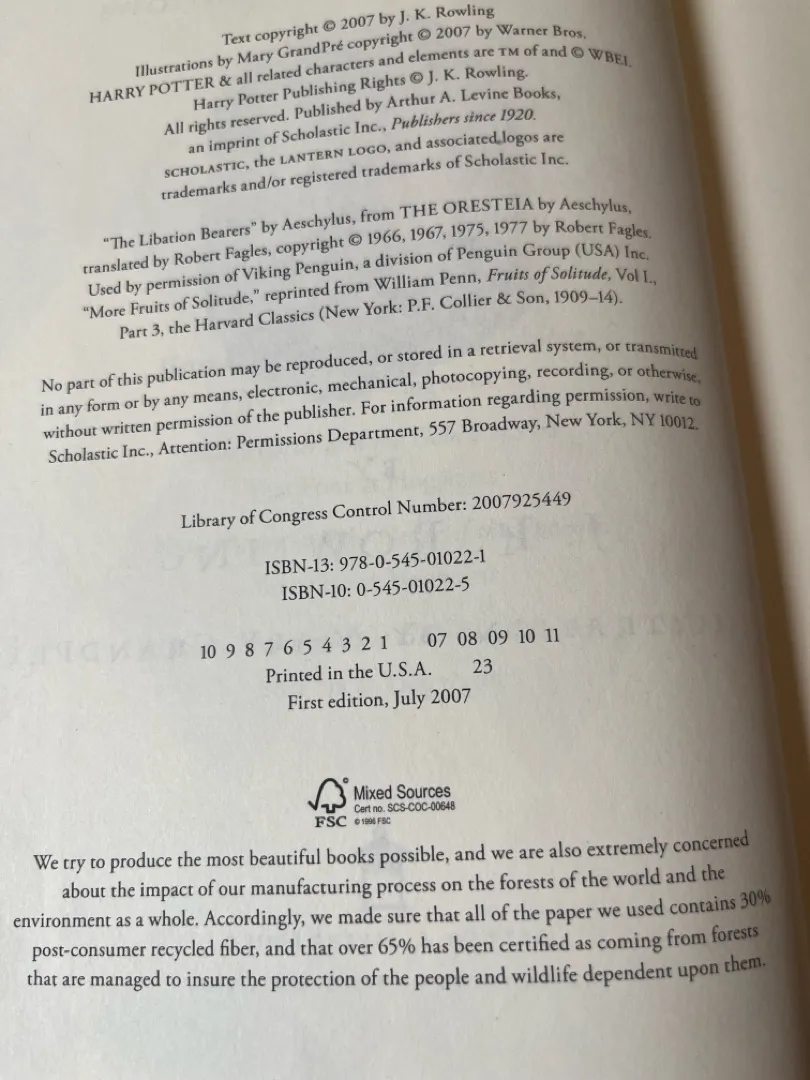 Text copyright © 2007 by J. K. Rowling
Illustrations by Mary GrandPré copyright © 2007 by Warner Bros.
HARRY POTTER & all related characters and elements are TM of and © WBEI.
Harry Potter Publishing Rights © J. K. Rowling.
All rights reserved. Published by Arthur A. Levine Books,
an imprint of Scholastic Inc., Publishers since 1920.
SCHOLASTIC, the LANTERN LOGO, and associated logos are
trademarks and/or registered trademarks of Scholastic Inc.
“The Libation Bearers” by Aeschylus, from THE ORESTEIA by Aeschylus,
translated by Robert Fagles, copyright © 1966, 1967, 1975, 1977 by Robert Fagles.
Used by permission of Viking Penguin, a division of Penguin Group (USA) Inc.
“More Fruits of Solitude,” reprinted from William Penn, Fruits of Solitude, Vol I.,
Part 3, the Harvard Classics (New York: P.F. Collier & Son, 1909–14).
No part of this publication may be reproduced, or stored in a retrieval system, or transmitted
in any form or by any means, electronic, mechanical, photocopying, recording, or otherwise,
without written permission of the publisher. For information regarding permission, write to
Scholastic Inc., Attention: Permissions Department, 557 Broadway, New York, NY 10012.
Library of Congress Control Number: 2007925449
ISBN-13: 978-0-545-01022-1
ISBN-10: 0-545-01022-5
10 9 8 7 6 5 4 3 2 1 07 08 09 10 11
Printed in the U.S.A. 23
First edition, July 2007
Mixed Sources
Cert no. SCS-COC-00648
FSC © 1996 FSC
We try to produce the most beautiful books possible, and we are also extremely concerned
about the impact of our manufacturing process on the forests of the world and the
environment as a whole. Accordingly, we made sure that all of the paper we used contains 30%
post-consumer recycled fiber, and that over 65% has been certified as coming from forests
that are managed to insure the protection of the people and wildlife dependent upon them.